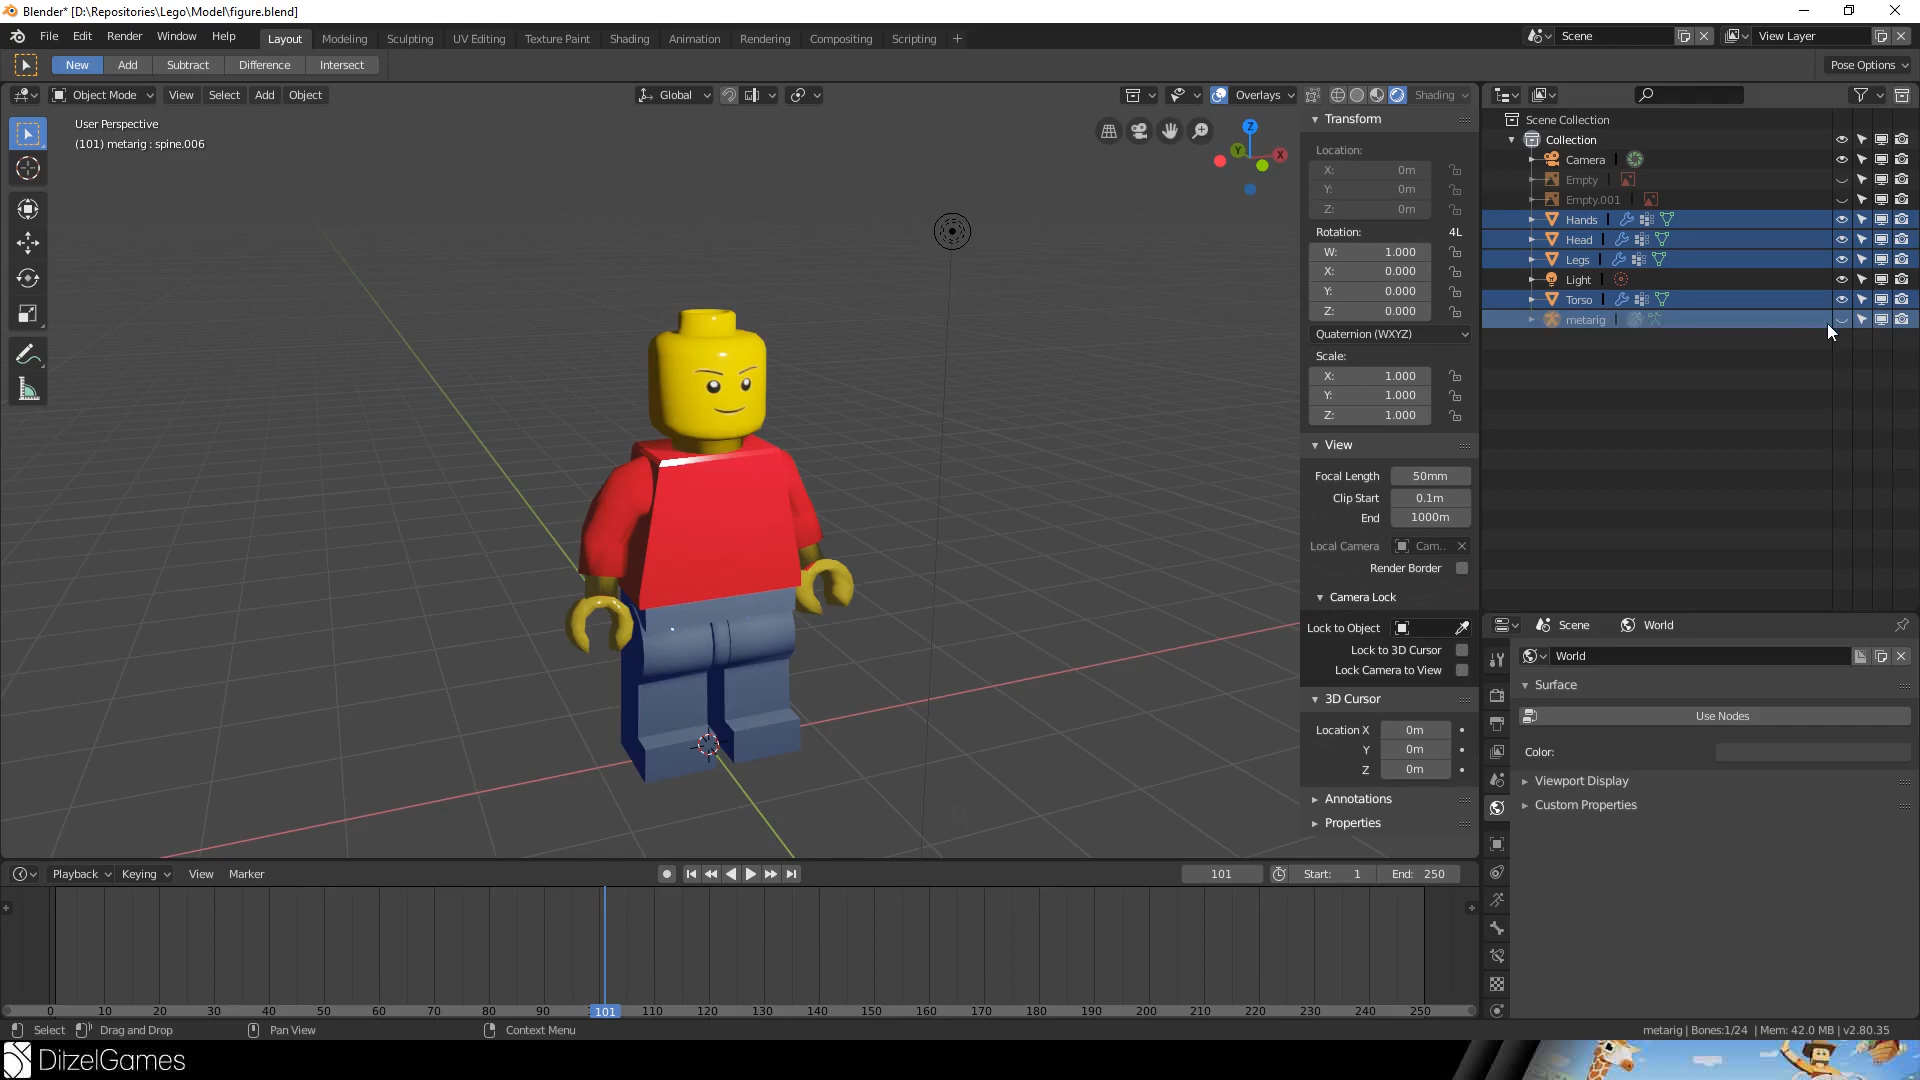 Blender* [D:\Repositories\Lego\Model\figure.blend]
File Edit Render Window Help Layout Modeling Sculpting UV Editing Texture Paint Shading Animation Rendering Compositing Scripting + Scene View Layer
New Add Subtract Difference Intersect Pose Options
Object Mode View Select Add Object Global Overlays Shading
User Perspective
(101) metarig : spine.006
Z
Y
X
Transform
Location:
X: 0m
Y: 0m
Z: 0m
Rotation: 4L
W: 1.000
X: 0.000
Y: 0.000
Z: 0.000
Quaternion (WXYZ)
Scale:
X: 1.000
Y: 1.000
Z: 1.000
View
Focal Length 50mm
Clip Start 0.1m
End 1000m
Local Camera Cam..
Render Border
Camera Lock
Lock to Object
Lock to 3D Cursor
Lock Camera to View
3D Cursor
Location X 0m
Y 0m
Z 0m
Annotations
Properties
Scene Collection
Collection
Camera
Empty
Empty.001
Hands
Head
Legs
Light
Torso
metarig
Scene World
World
Surface
Use Nodes
Color:
Viewport Display
Custom Properties
Playback Keying View Marker 101 Start: 1 End: 250
0 10 20 30 40 50 60 70 80 90 101 110 120 130 140 150 160 170 180 190 200 210 220 230 240 250
Select Drag and Drop Pan View Context Menu metarig | Bones:1/24 | Mem: 42.0 MB | v2.80.35
DitzelGames